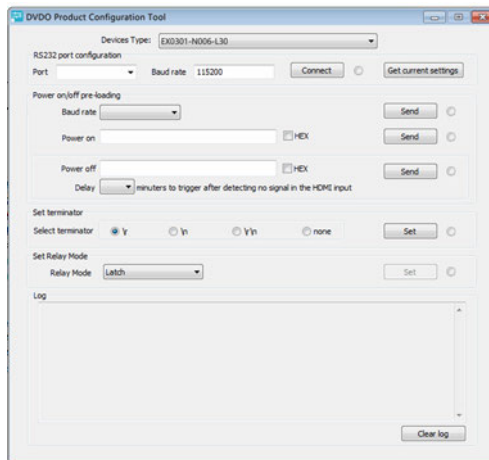 DVDO Product Configuration Tool
Devices Type: EX0301-N006-L30
RS232 port configuration
Port Baud rate 115200 Connect Get current settings
Power on/off pre-loading
Baud rate Send
Power on HEX Send
Power off HEX Send
Delay minuters to trigger after detecting no signal in the HDMI input
Set terminator
Select terminator \r \n \r\n none Set
Set Relay Mode
Relay Mode Latch Set
Log
Clear log